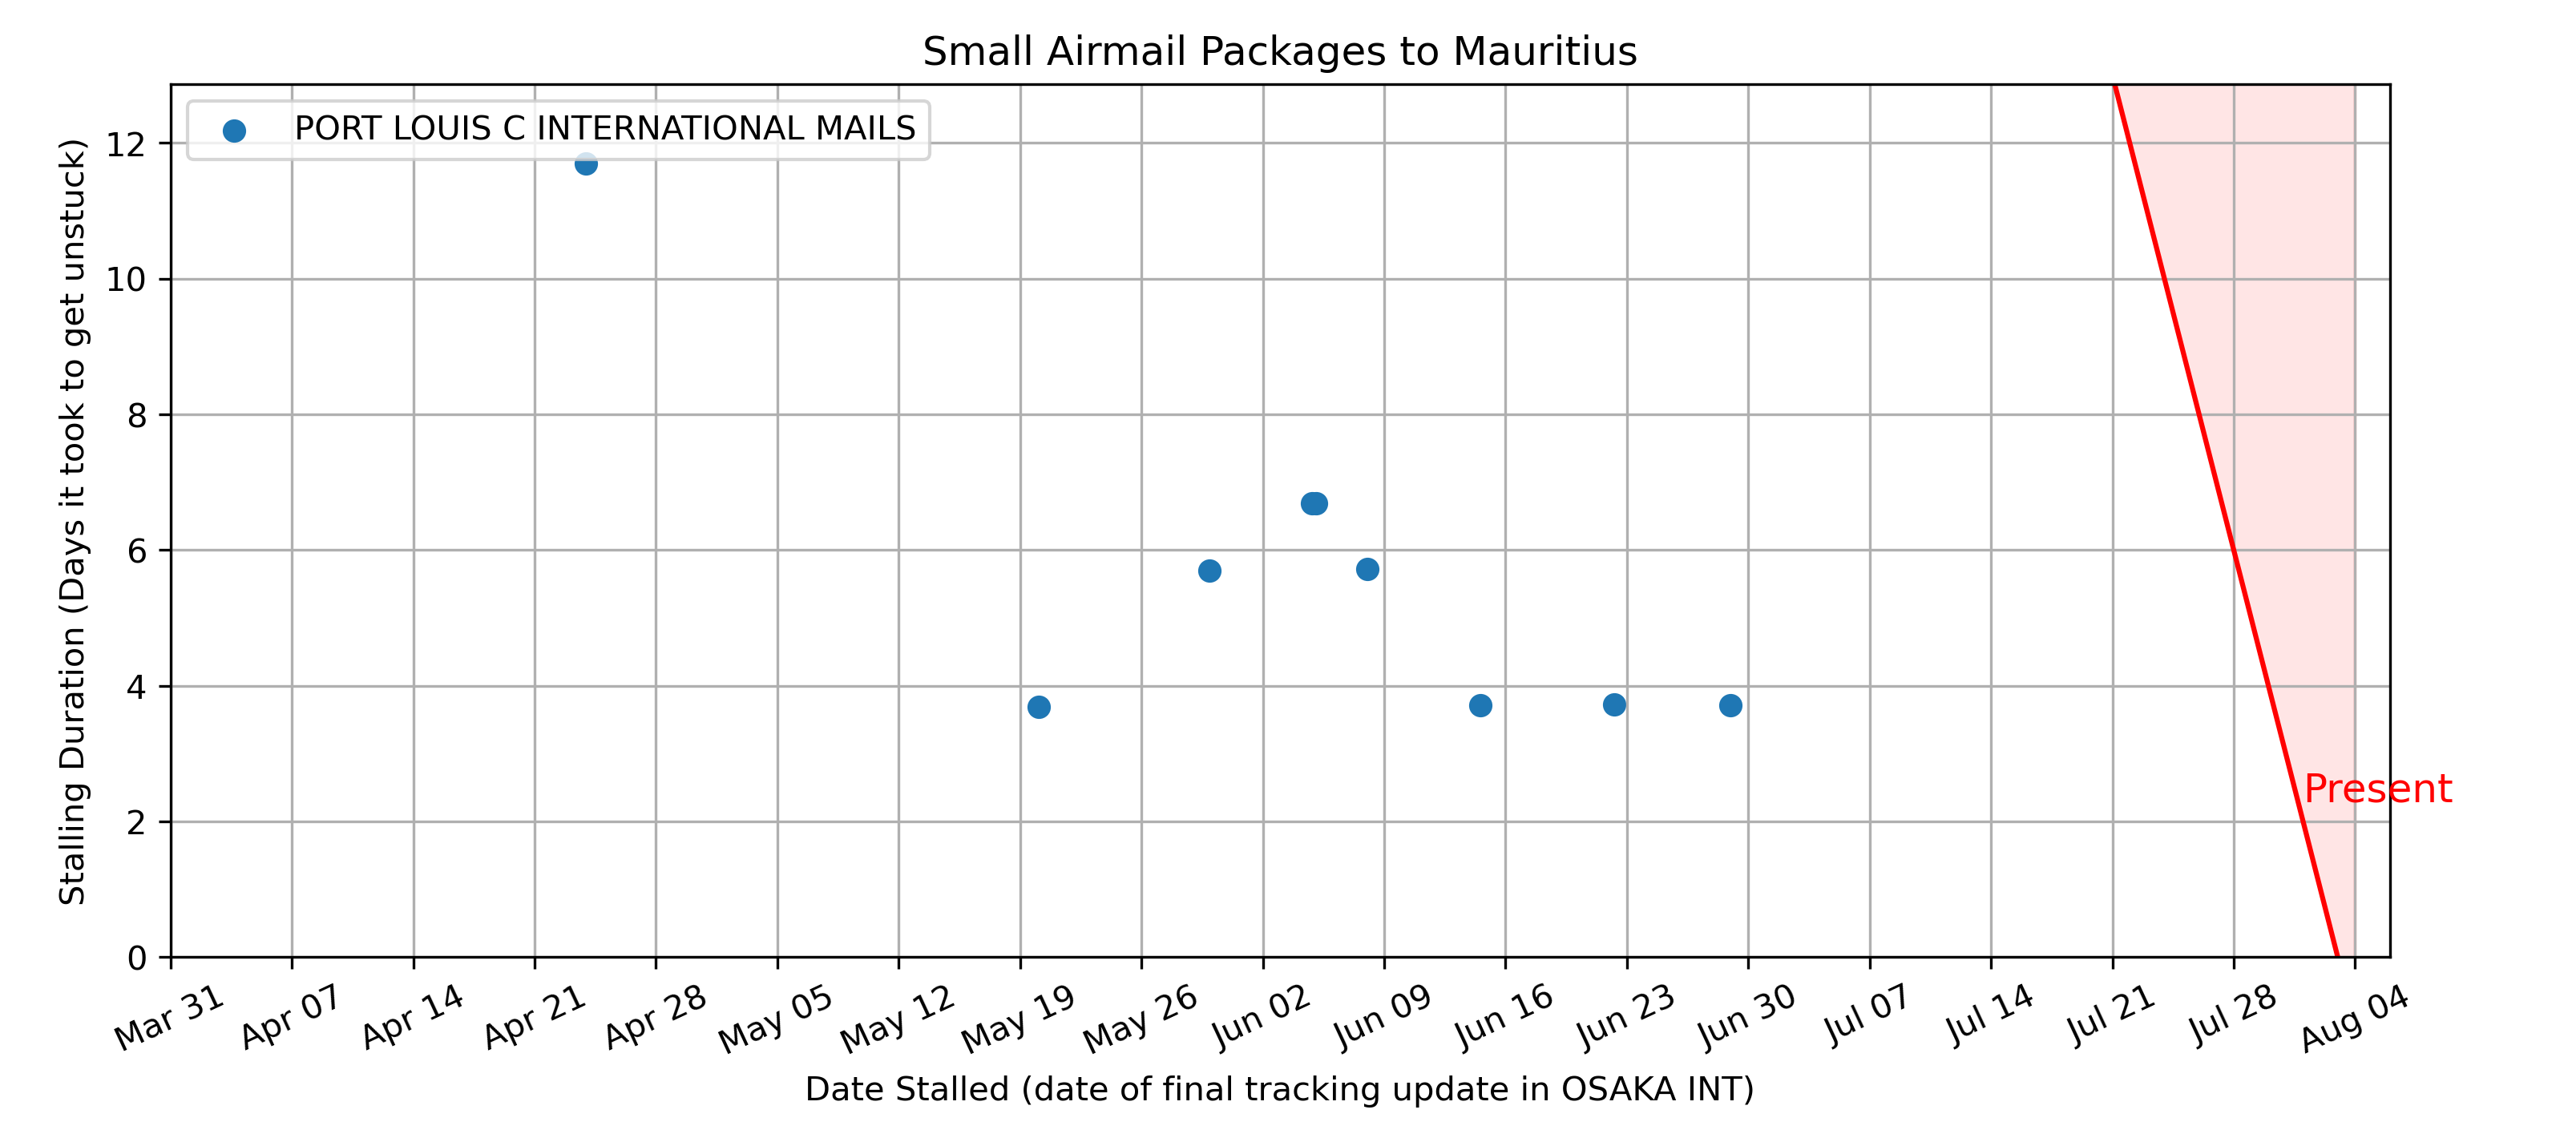 Small Airmail Packages to Mauritius
PORT LOUIS C INTERNATIONAL MAILS
Stalling Duration (Days it took to get unstuck)
12
10
8
6
4
2
0
Present
Mar 31
Apr 07
Apr 14
Apr 21
Apr 28
May 05
May 12
May 19
May 26
Jun 02
Jun 09
Jun 16
Jun 23
Jun 30
Jul 07
Jul 14
Jul 21
Jul 28
Aug 04
Date Stalled (date of final tracking update in OSAKA INT)